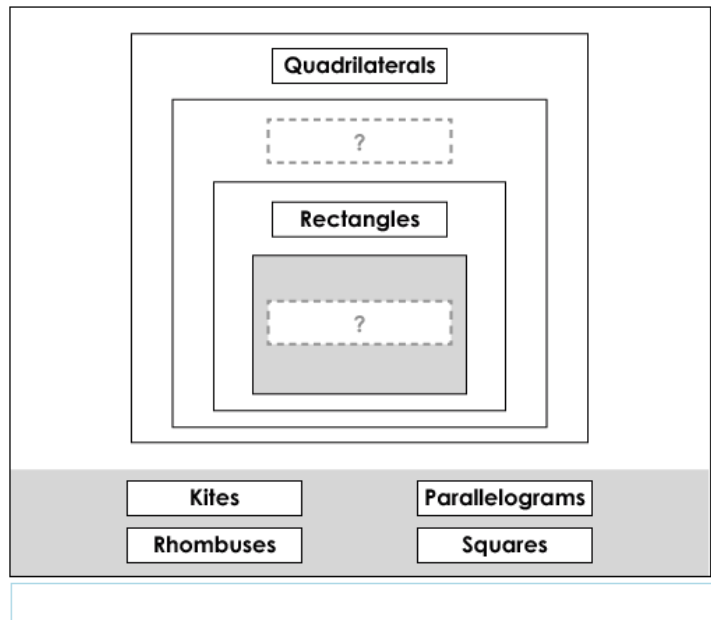 Quadrilaterals
?
Rectangles
?
Kites
Parallelograms
Rhombuses
Squares